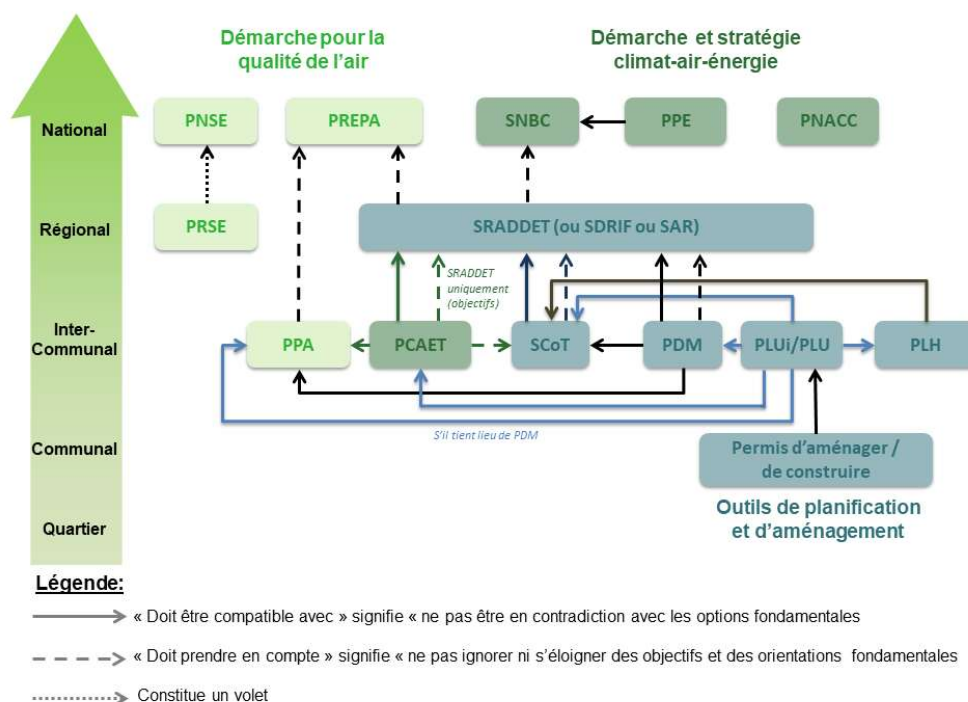 Démarche pour la
qualité de l'air
Démarche et stratégie
climat-air-énergie
National
PNSE
PREPA
SNBC
PPE
PNACC
Régional
PRSE
SRADDET (ou SDRIF ou SAR)
SRADDET
uniquement
(objectifs)
Inter-
Communal
PPA
PCAET
SCoT
PDM
PLUi/PLU
PLH
S'il tient lieu de PDM
Communal
Permis d'aménager /
de construire
Quartier
Outils de planification
et d'aménagement
Légende:
« Doit être compatible avec » signifie « ne pas être en contradiction avec les options fondamentales
« Doit prendre en compte » signifie « ne pas ignorer ni s'éloigner des objectifs et des orientations fondamentales
Constitue un volet